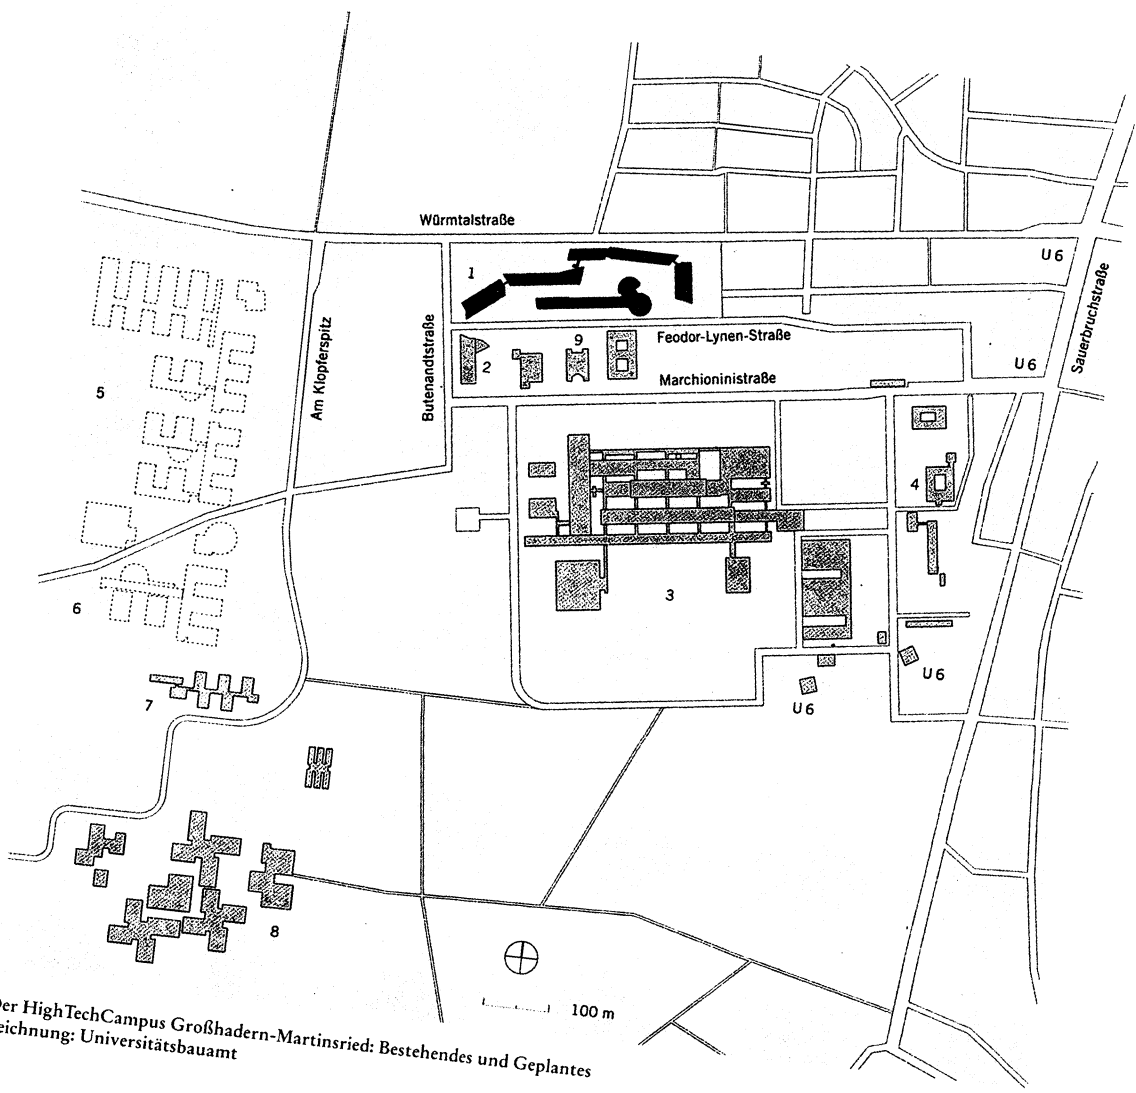 Würmtalstraße
1
U 6
Sauerbruchstraße
Am Klopferspitz
Butenandtstraße
Feodor-Lynen-Straße
9
2
U 6
Marchioninistraße
5
4
3
6
U 6
7
U 6
8
100 m
er HighTechCampus Großhadern-Martinsried: Bestehendes und Geplantes
eichnung: Universitätsbauamt